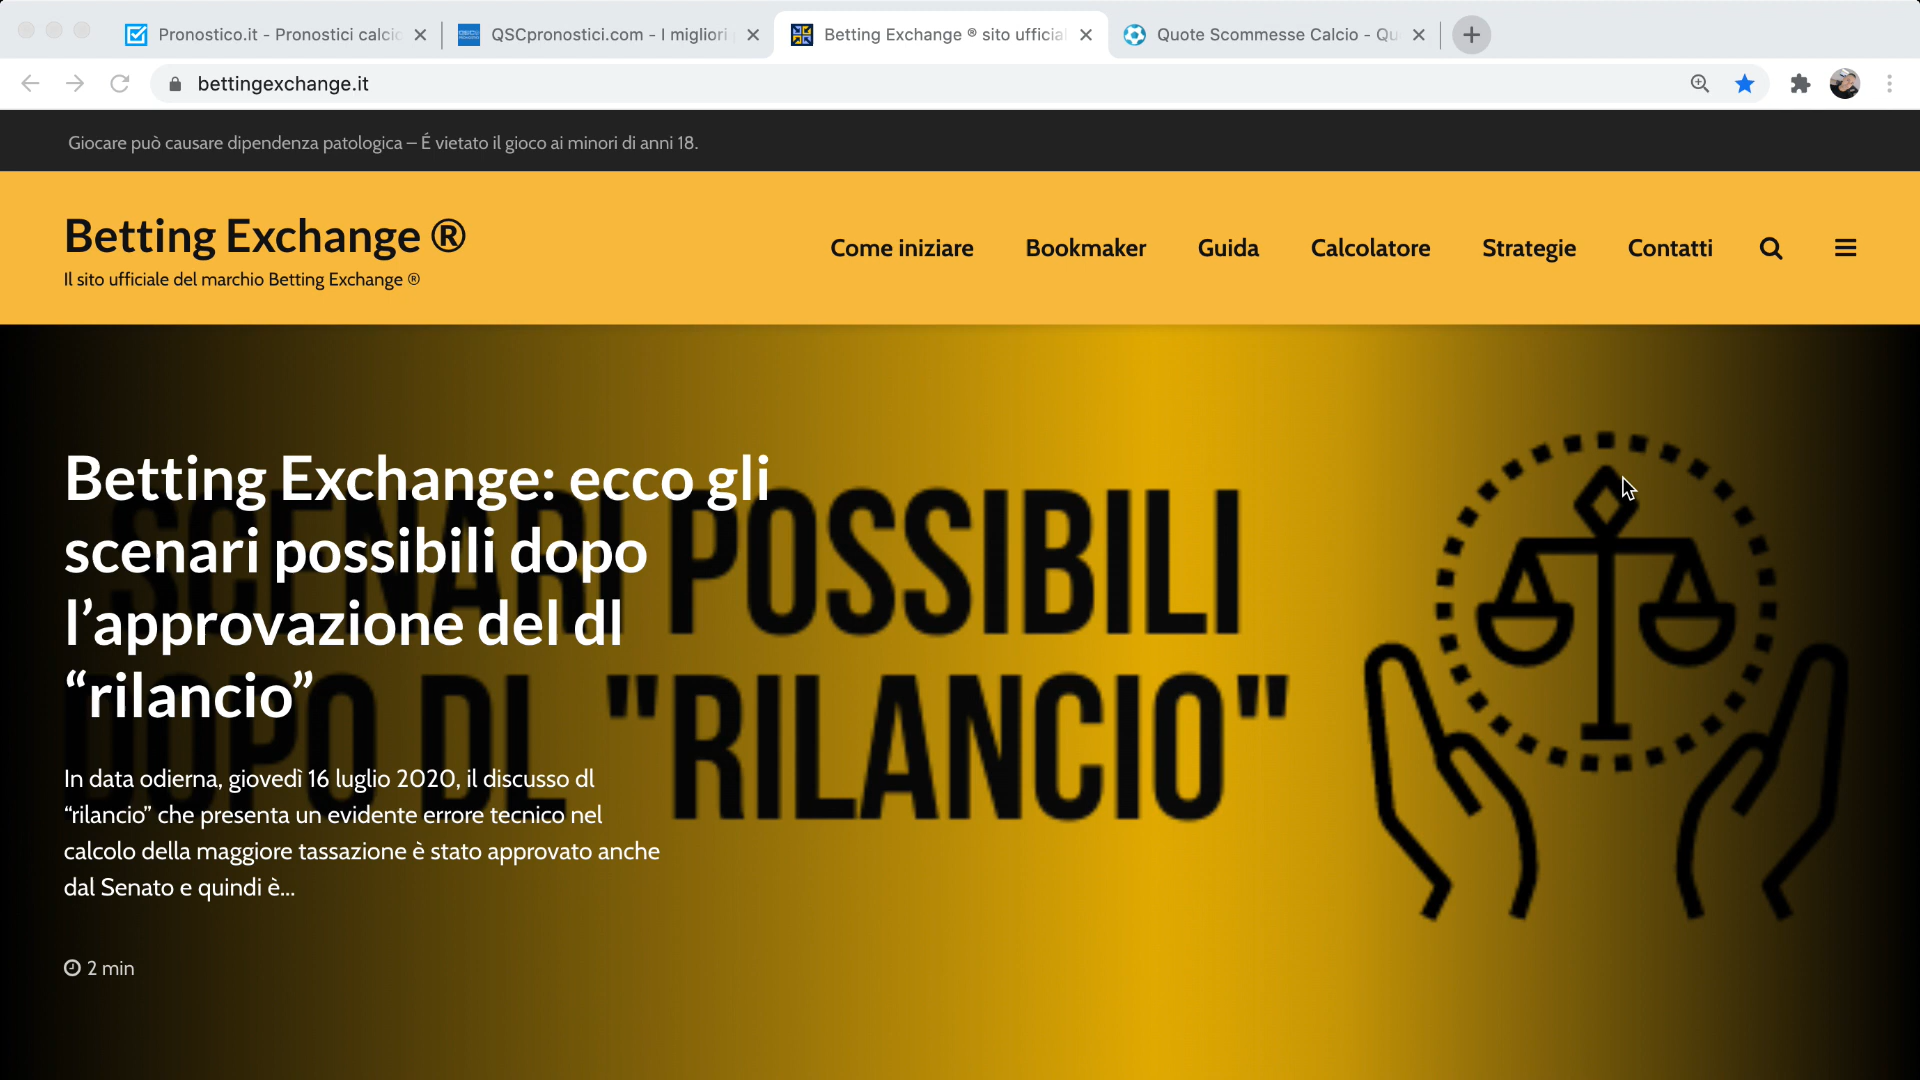 Pronostico.it - Pronostici calcio
QSCpronostici.com - I migliori
Betting Exchange ® sito ufficial
Quote Scommesse Calcio - Qu
bettingexchange.it
Giocare può causare dipendenza patologica – É vietato il gioco ai minori di anni 18.
Betting Exchange ®
Il sito ufficiale del marchio Betting Exchange ®
Come iniziare
Bookmaker
Guida
Calcolatore
Strategie
Contatti
Betting Exchange: ecco gli
scenari possibili dopo
l’approvazione del dl
“rilancio”
SCENARI POSSIBILI
DOPO DL "RILANCIO"
In data odierna, giovedì 16 luglio 2020, il discusso dl
“rilancio” che presenta un evidente errore tecnico nel
calcolo della maggiore tassazione è stato approvato anche
dal Senato e quindi è...
2 min